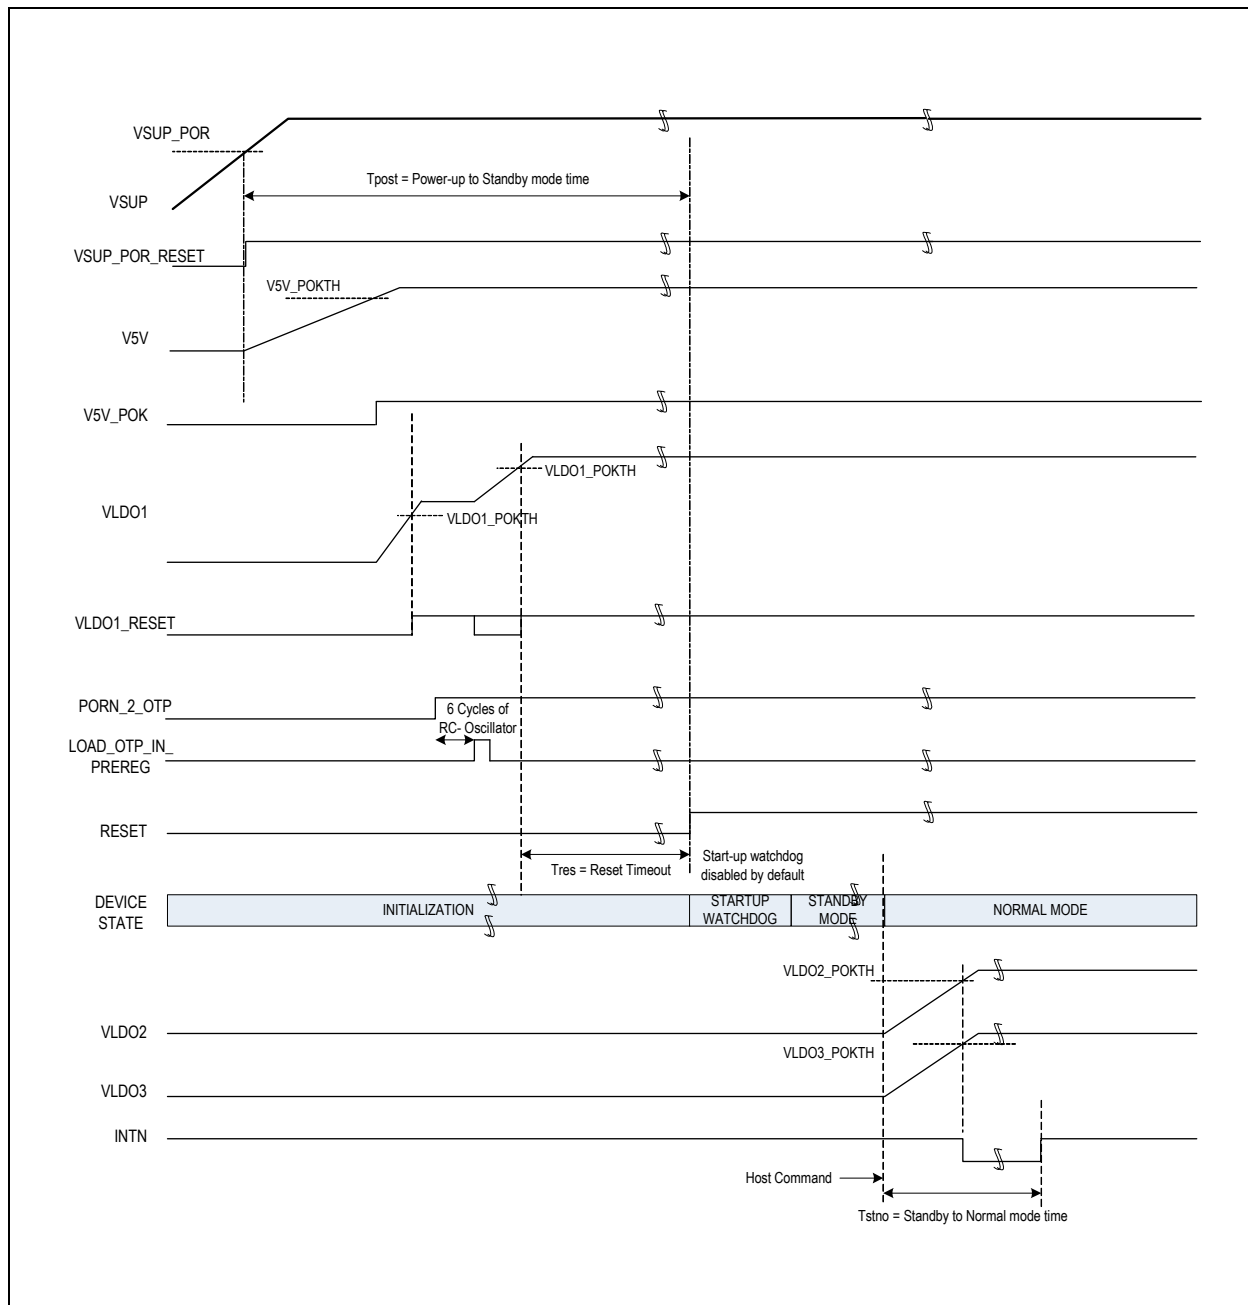 VSUP_POR
Tpost = Power-up to Standby mode time
VSUP
VSUP_POR_RESET
V5V_POKTH
V5V
V5V_POK
VLDO1_POKTH
VLDO1
VLDO1_POKTH
VLDO1_RESET
PORN_2_OTP
6 Cycles of
RC- Oscillator
LOAD_OTP_IN_
PREREG
RESET
Tres = Reset Timeout
Start-up watchdog
disabled by default
DEVICE
STATE
INITIALIZATION
STARTUP
WATCHDOG
STANDBY
MODE
NORMAL MODE
VLDO2_POKTH
VLDO2
VLDO3_POKTH
VLDO3
INTN
Host Command
Tstno = Standby to Normal mode time